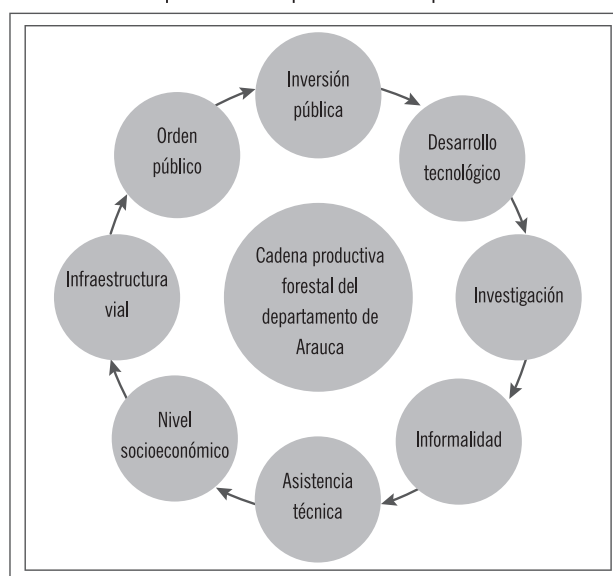 Inversión
pública
Desarrollo
tecnológico
Investigación
Informalidad
Asistencia
técnica
Nivel
socioeconómico
Infraestructura
vial
Orden
público
Cadena productiva
forestal del
departamento de
Arauca